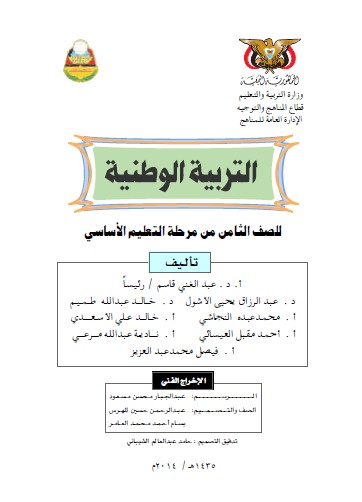 الجمهورية اليمنية
وزارة التربية والتعليم
قطاع المناهج والتوجيه
الإدارة العامة للمناهج
التربية الوطنية
للصف الثامن من مرحلة التعليم الأساسي
تأليف
أ. د. عبد الغني قاسم / رئيساً
د. عبد الرزاق يحيى الاشول د. خالد عبدالله طميم
أ. محمد عبده النجاشي أ. خالد علي الاسعدي
أ. أحمد مقبل العيسائي أ. نادية عبدالله مرعي
أ. فيصل محمد عبد العزيز
الإخراج الفني
الرسم: عبدالجبار محسن مسعود
الصف والتصميم: عبدالرحمن حسين المهرس
بسام أحمد محمد العامر
تدقيق التصميم: حامد عبدالعالم الشيباني
١٤٣٥هـ / ٢٠١٤م